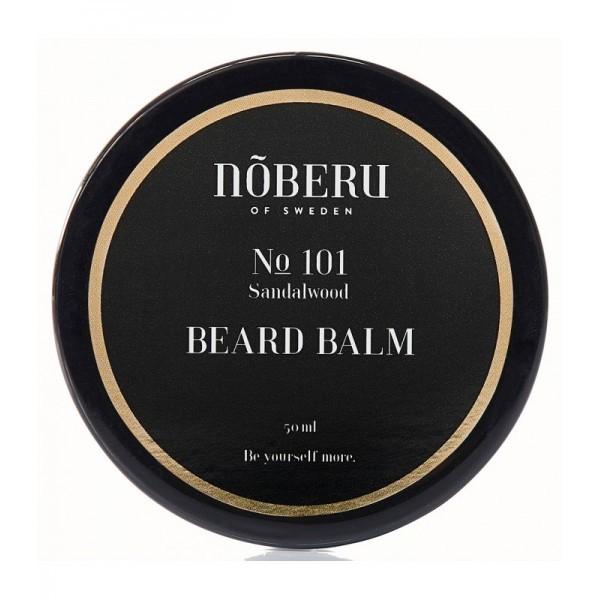 NÕBERU
OF SWEDEN
No 101
Sandalwood
BEARD BALM
50 ml
Be yourself more.